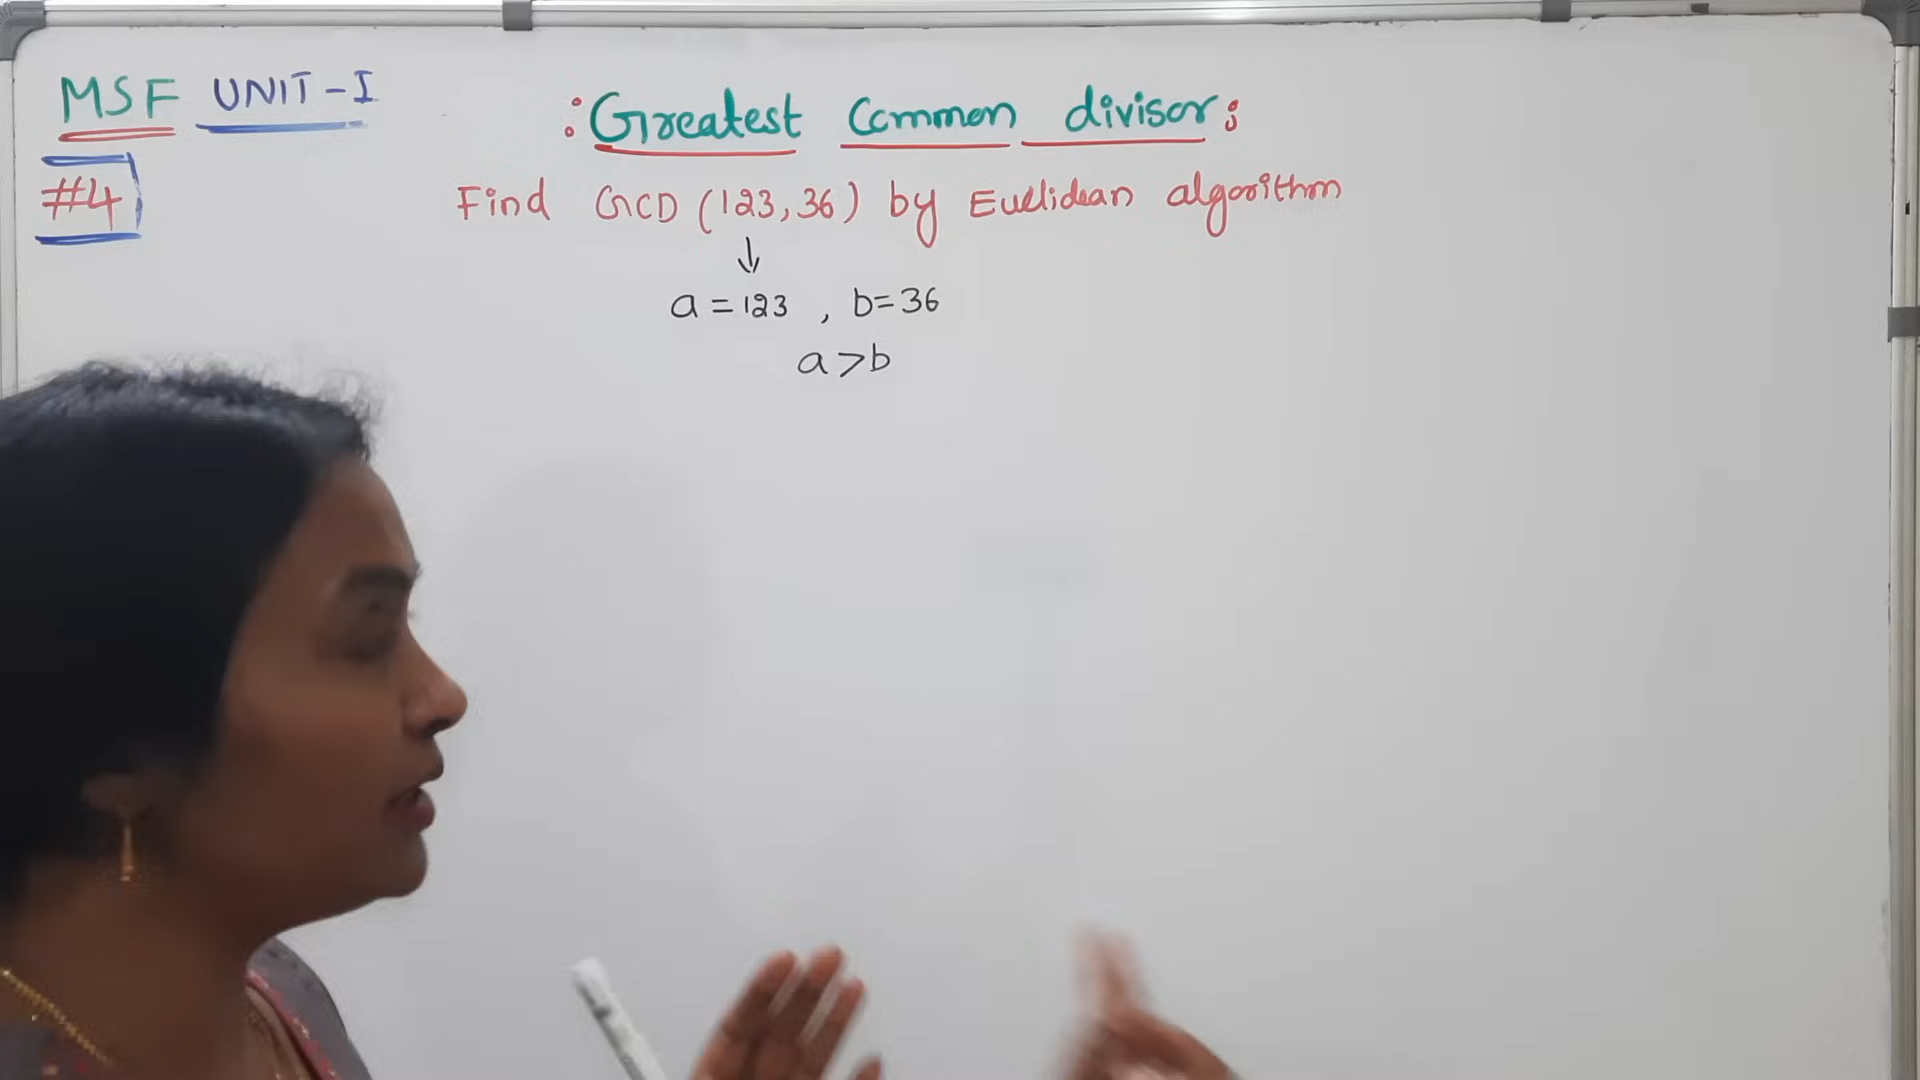 MSF UNIT-I
:Greatest Common divisor:
#4
Find GCD (123,36) by Euclidean algorithm
↓
a = 123 , b=36
a >b